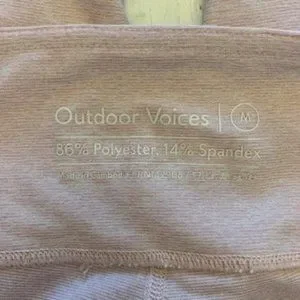 Outdoor Voices | M
86% Polyester, 14% Spandex
Made in Cambodia /